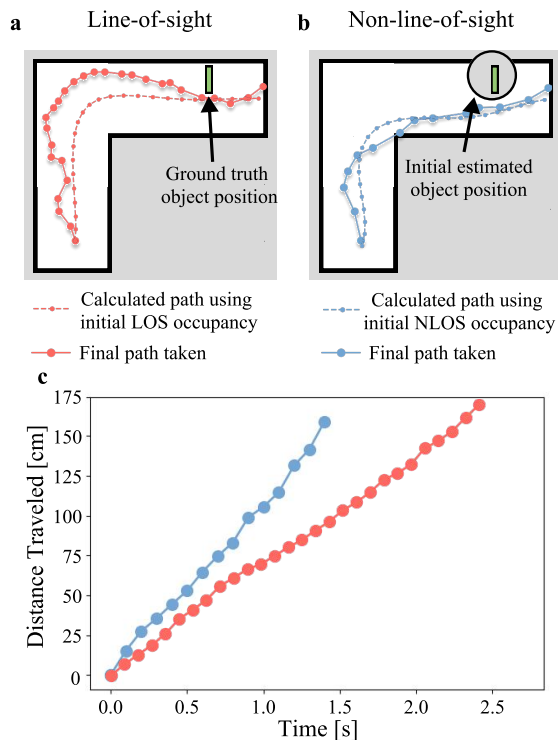 a
Line-of-sight
b
Non-line-of-sight
Ground truth
object position
Initial estimated
object position
Calculated path using
initial LOS occupancy
Final path taken
Calculated path using
initial NLOS occupancy
Final path taken
c
175
150
125
100
75
50
25
0
Distance Traveled [cm]
0.0
0.5
1.0
1.5
2.0
2.5
Time [s]